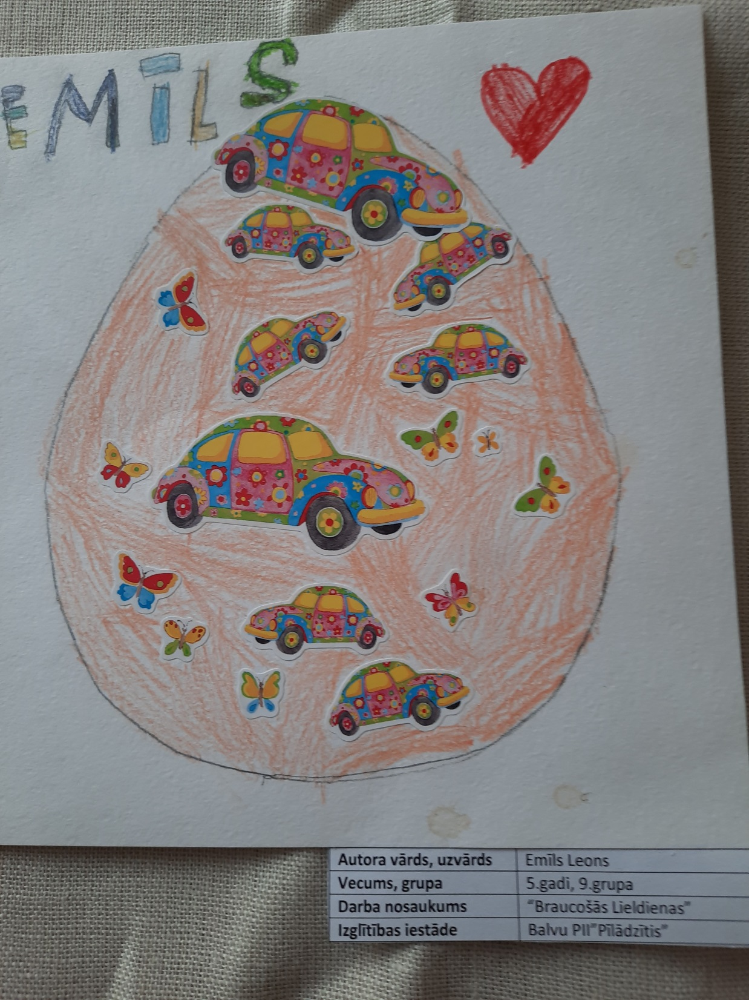 EMĪLS
Autora vārds, uzvārds Emīls Leons
Vecums, grupa 5.gadi, 9.grupa
Darba nosaukums “Braucošās Lieldienas”
Izglītības iestāde Balvu PII”Pīlādzītis”